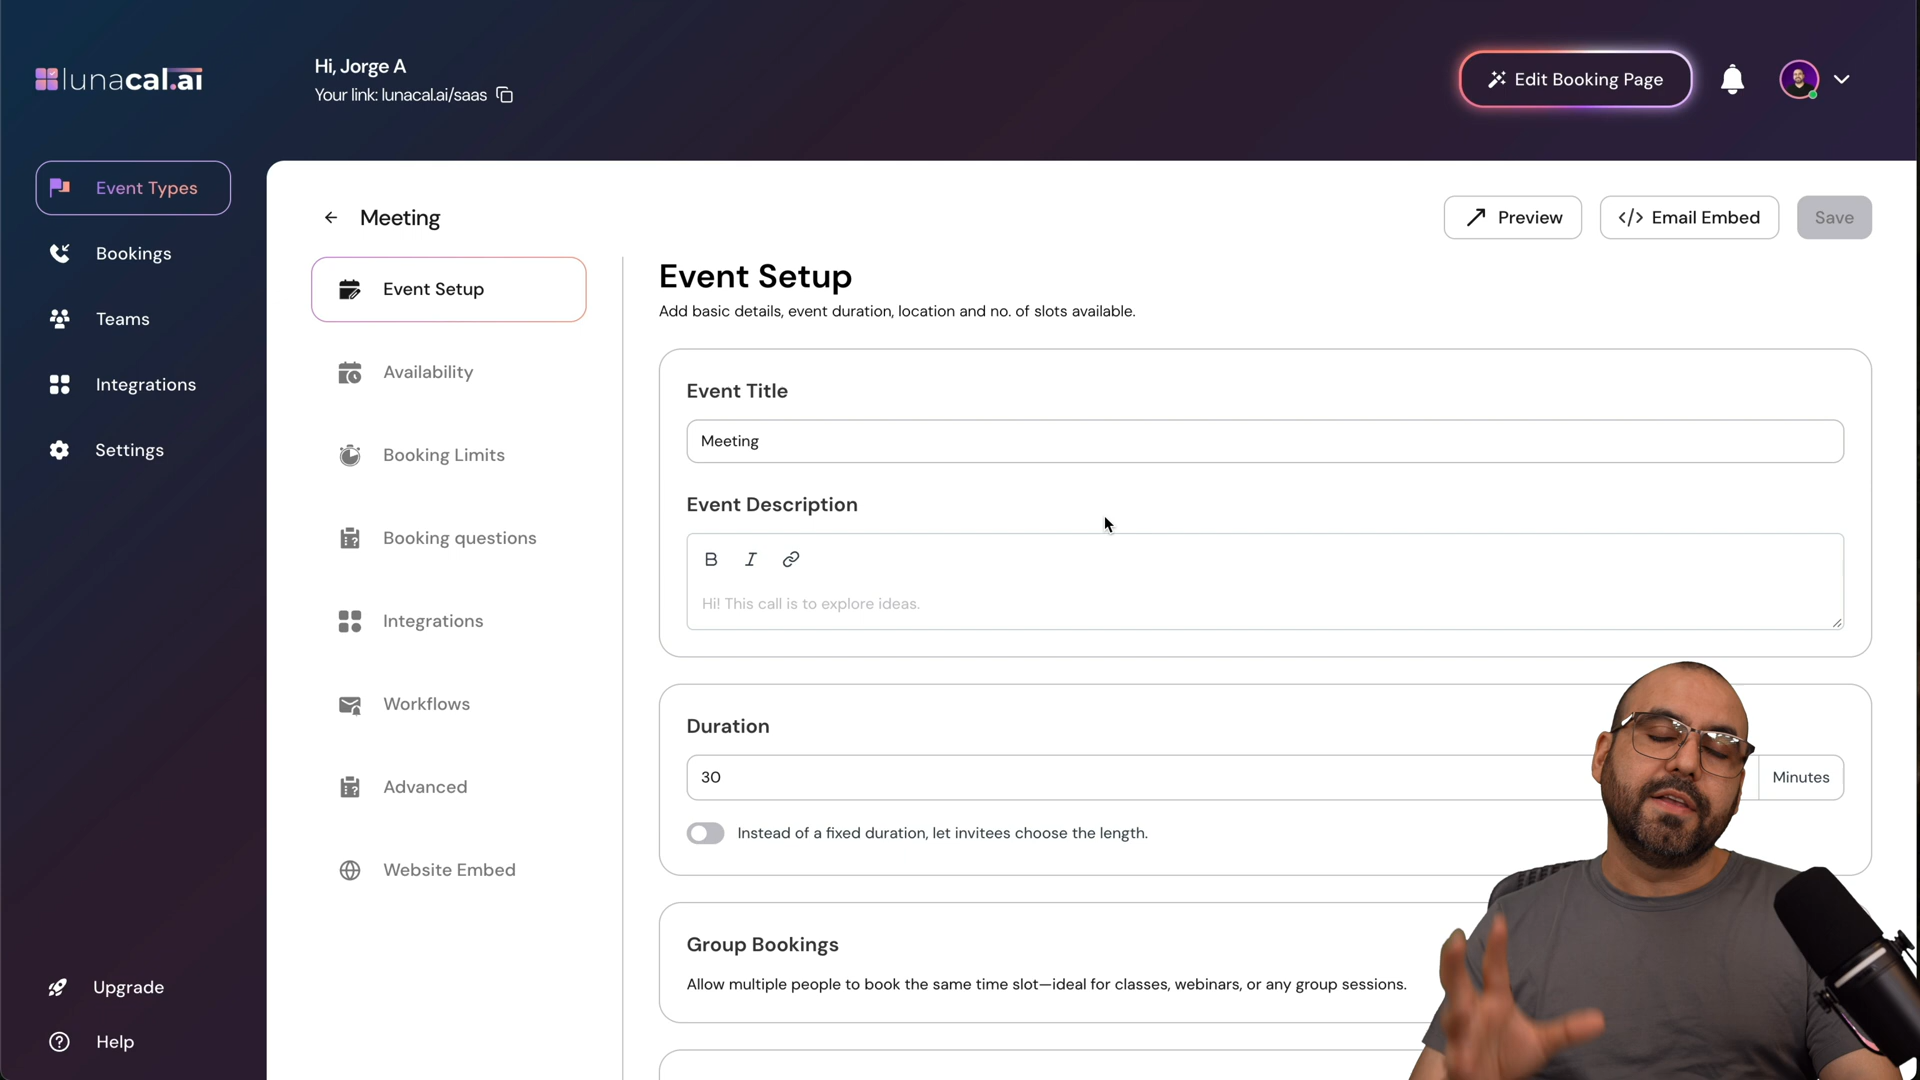 lunacal.ai
Hi, Jorge A
Your link: lunacal.ai/saas
Edit Booking Page
Event Types
Bookings
Teams
Integrations
Settings
Upgrade
Help
Meeting
Preview
</> Email Embed
Save
Event Setup
Availability
Booking Limits
Booking questions
Integrations
Workflows
Advanced
Website Embed
Event Setup
Add basic details, event duration, location and no. of slots available.
Event Title
Meeting
Event Description
B I
Hi! This call is to explore ideas.
Duration
30
Minutes
Instead of a fixed duration, let invitees choose the length.
Group Bookings
Allow multiple people to book the same time slot—ideal for classes, webinars, or any group sessions.